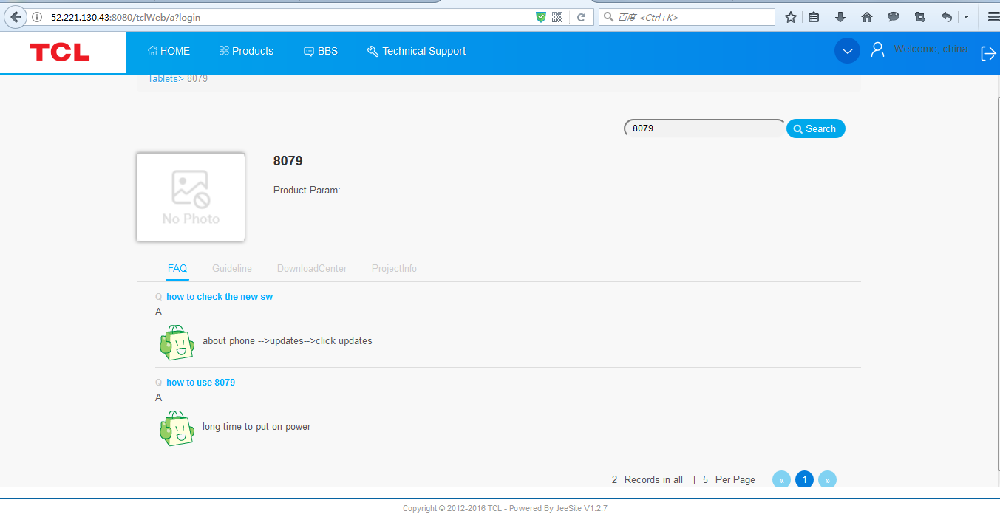 52.221.130.43:8080/tclWeb/a?login
百度 <Ctrl+K>
TCL
HOME
Products
BBS
Technical Support
Welcome, china
Tablets> 8079
8079
Search
No Photo
8079
Product Param:
FAQ
Guideline
DownloadCenter
ProjectInfo
Q how to check the new sw
A
about phone -->updates-->click updates
Q how to use 8079
A
long time to put on power
2 Records in all | 5 Per Page « 1 »
Copyright © 2012-2016 TCL - Powered By JeeSite V1.2.7